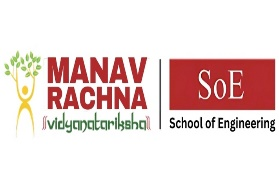 MANAV
RACHNA
vidyanatariksha
SoE
School of Engineering